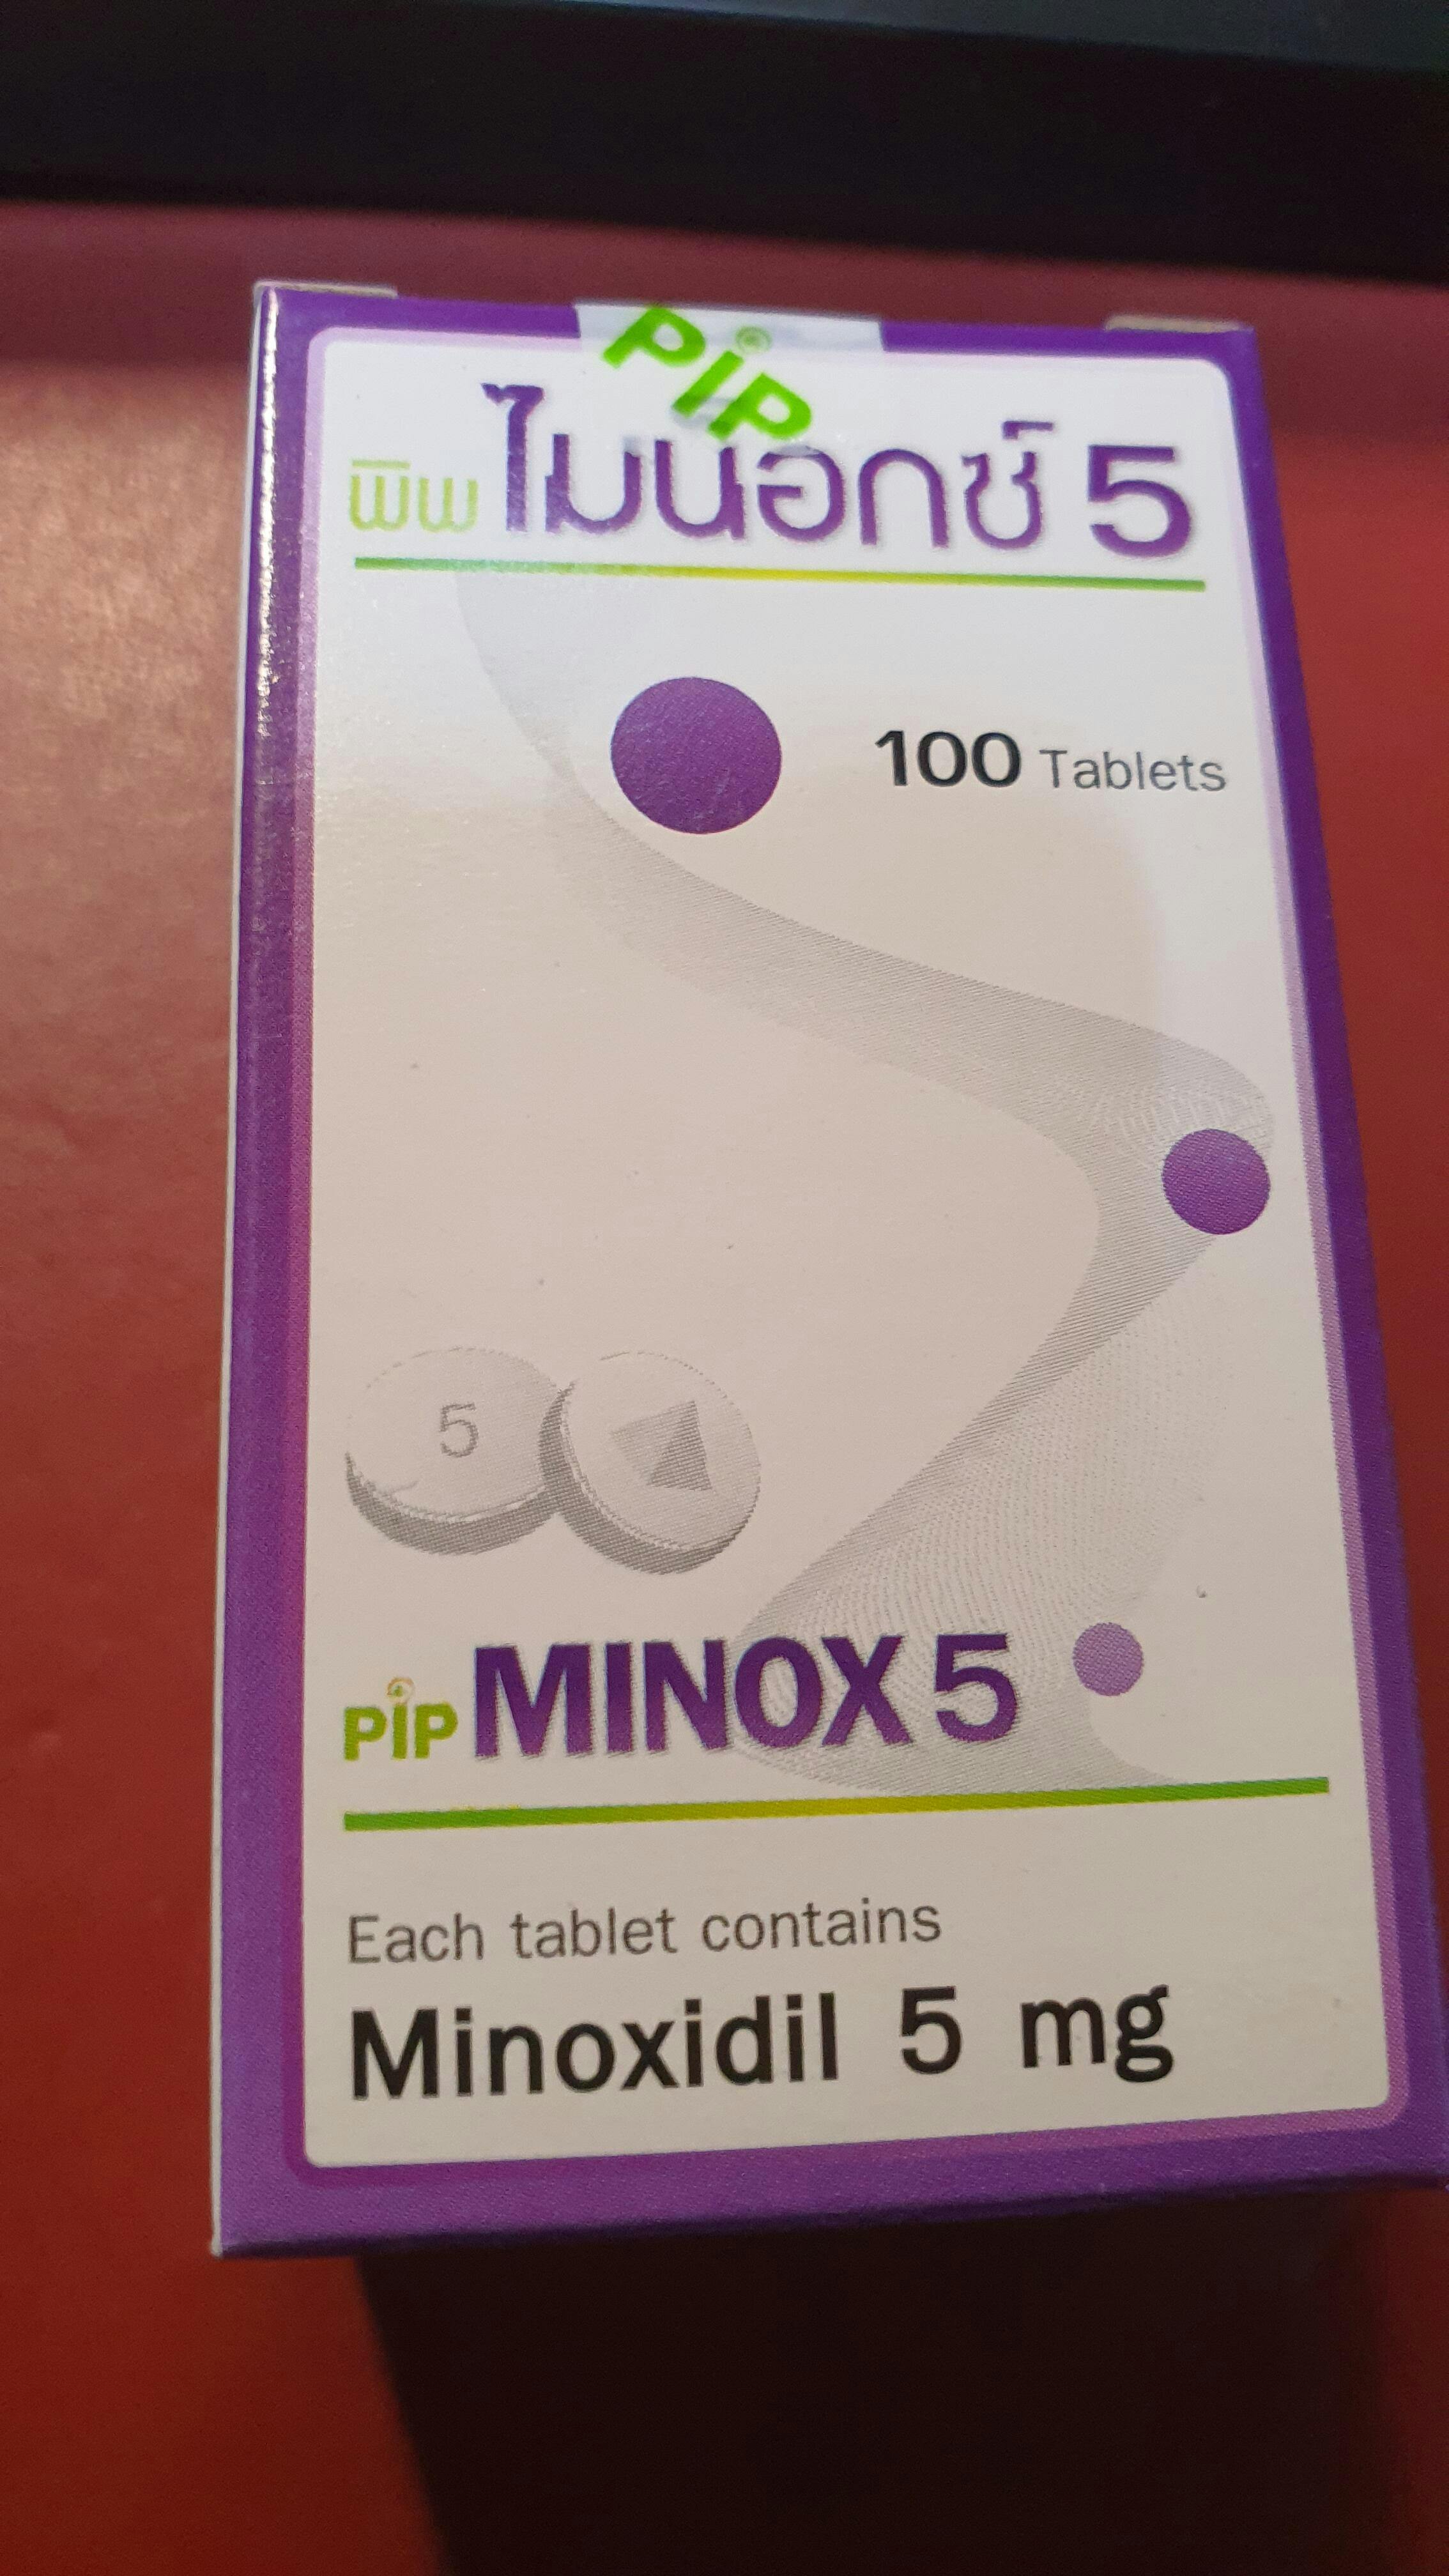 PiP
พิพ ไมนอกซ์ 5
100 Tablets
5
PiP MINOX 5
Each tablet contains
Minoxidil 5 mg